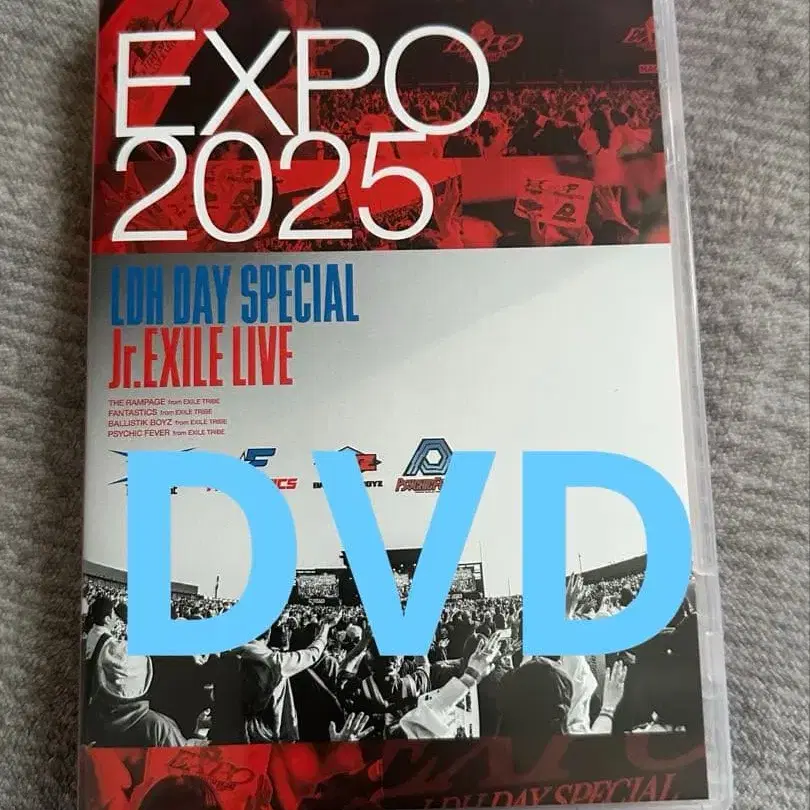 EXPO
2025
LDH DAY SPECIAL
Jr.EXILE LIVE
THE RAMPAGE from EXILE TRIBE
FANTASTICS from EXILE TRIBE
BALLISTIK BOYZ from EXILE TRIBE
PSYCHIC FEVER from EXILE TRIBE
DVD
EXPO
LDH DAY SPECIAL